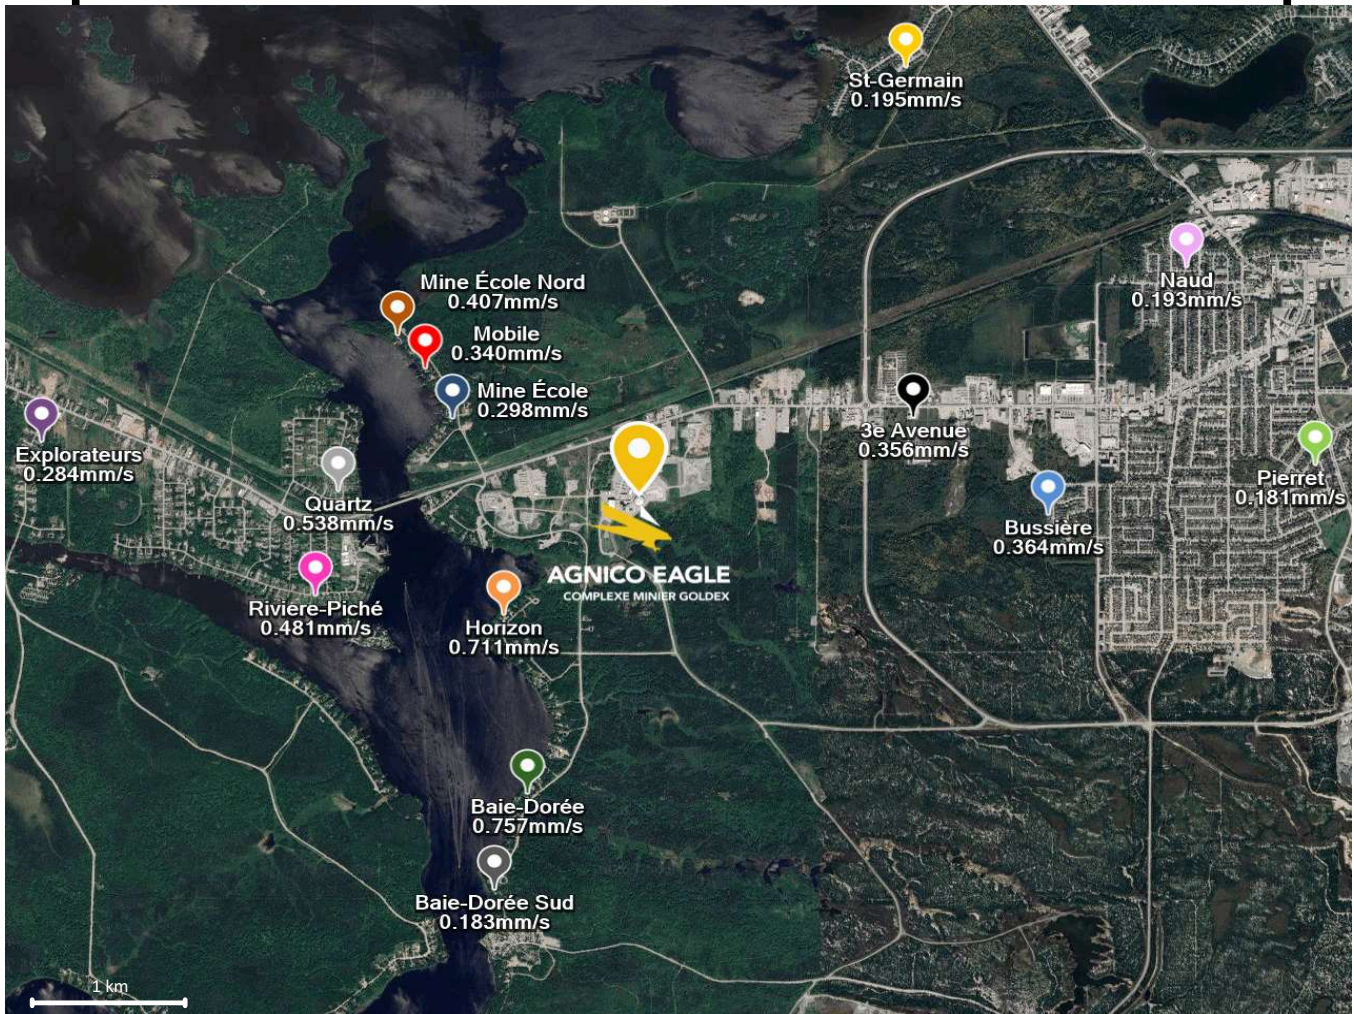 St-Germain
0.195mm/s
Naud
0.193mm/s
Mine École Nord
0.407mm/s
Mobile
0.340mm/s
Mine École
0.298mm/s
3e Avenue
0.356mm/s
Explorateurs
0.284mm/s
Quartz
0.538mm/s
Pierret
0.181mm/s
Bussière
0.364mm/s
AGNICO EAGLE
COMPLEXE MINIER GOLDEX
Riviere-Piché
0.481mm/s
Horizon
0.711mm/s
Baie-Dorée
0.757mm/s
Baie-Dorée Sud
0.183mm/s
1 km